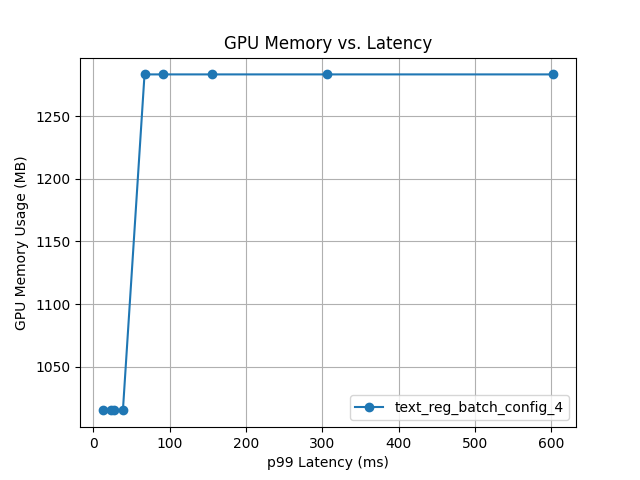 GPU Memory vs. Latency
GPU Memory Usage (MB)
1250
1200
1150
1100
1050
text_reg_batch_config_4
0 100 200 300 400 500 600
p99 Latency (ms)